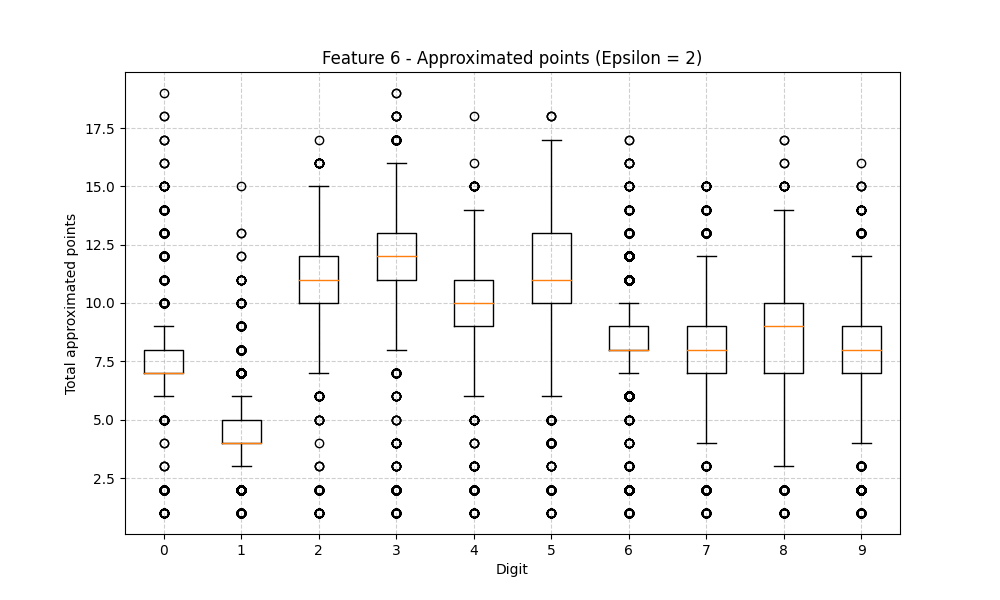 Feature 6 - Approximated points (Epsilon = 2)
Total approximated points
17.5
15.0
12.5
10.0
7.5
5.0
2.5
0 1 2 3 4 5 6 7 8 9
Digit